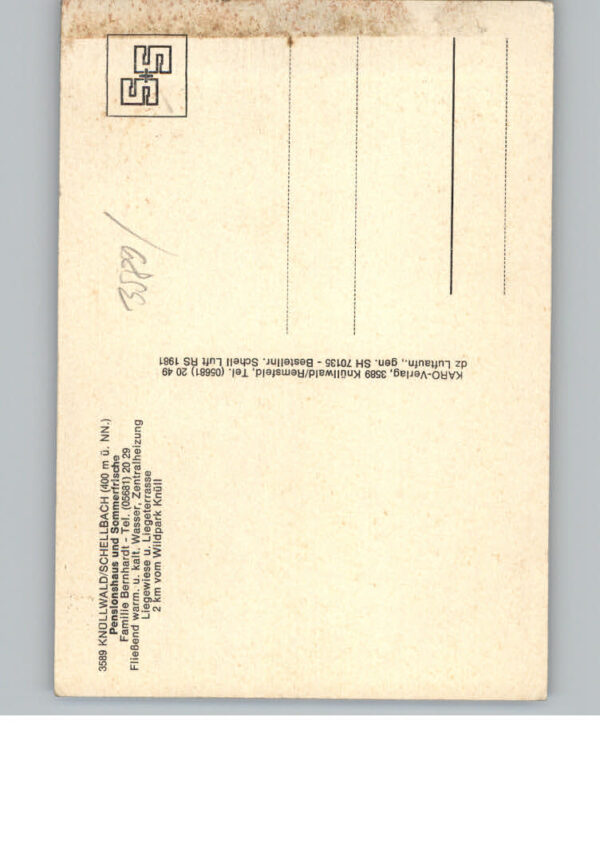 3589 KNÜLLWALD/SCHELLBACH (400 m ü. NN.)
Pensionshaus und Sommerfrische
Familie Bernhardt - Tel. (05681) 20 29
Fließend warm. u. kalt. Wasser, Zentralheizung
Liegewiese u. Liegeterrasse
2 km vom Wildpark Knüll
KARO-Verlag, 3589 Knüllwald/Remsfeld, Tel. (05681) 20 49
dz Luftaufn., gen. SH 70135 - Bestellnr. Schell Luft RS 1981